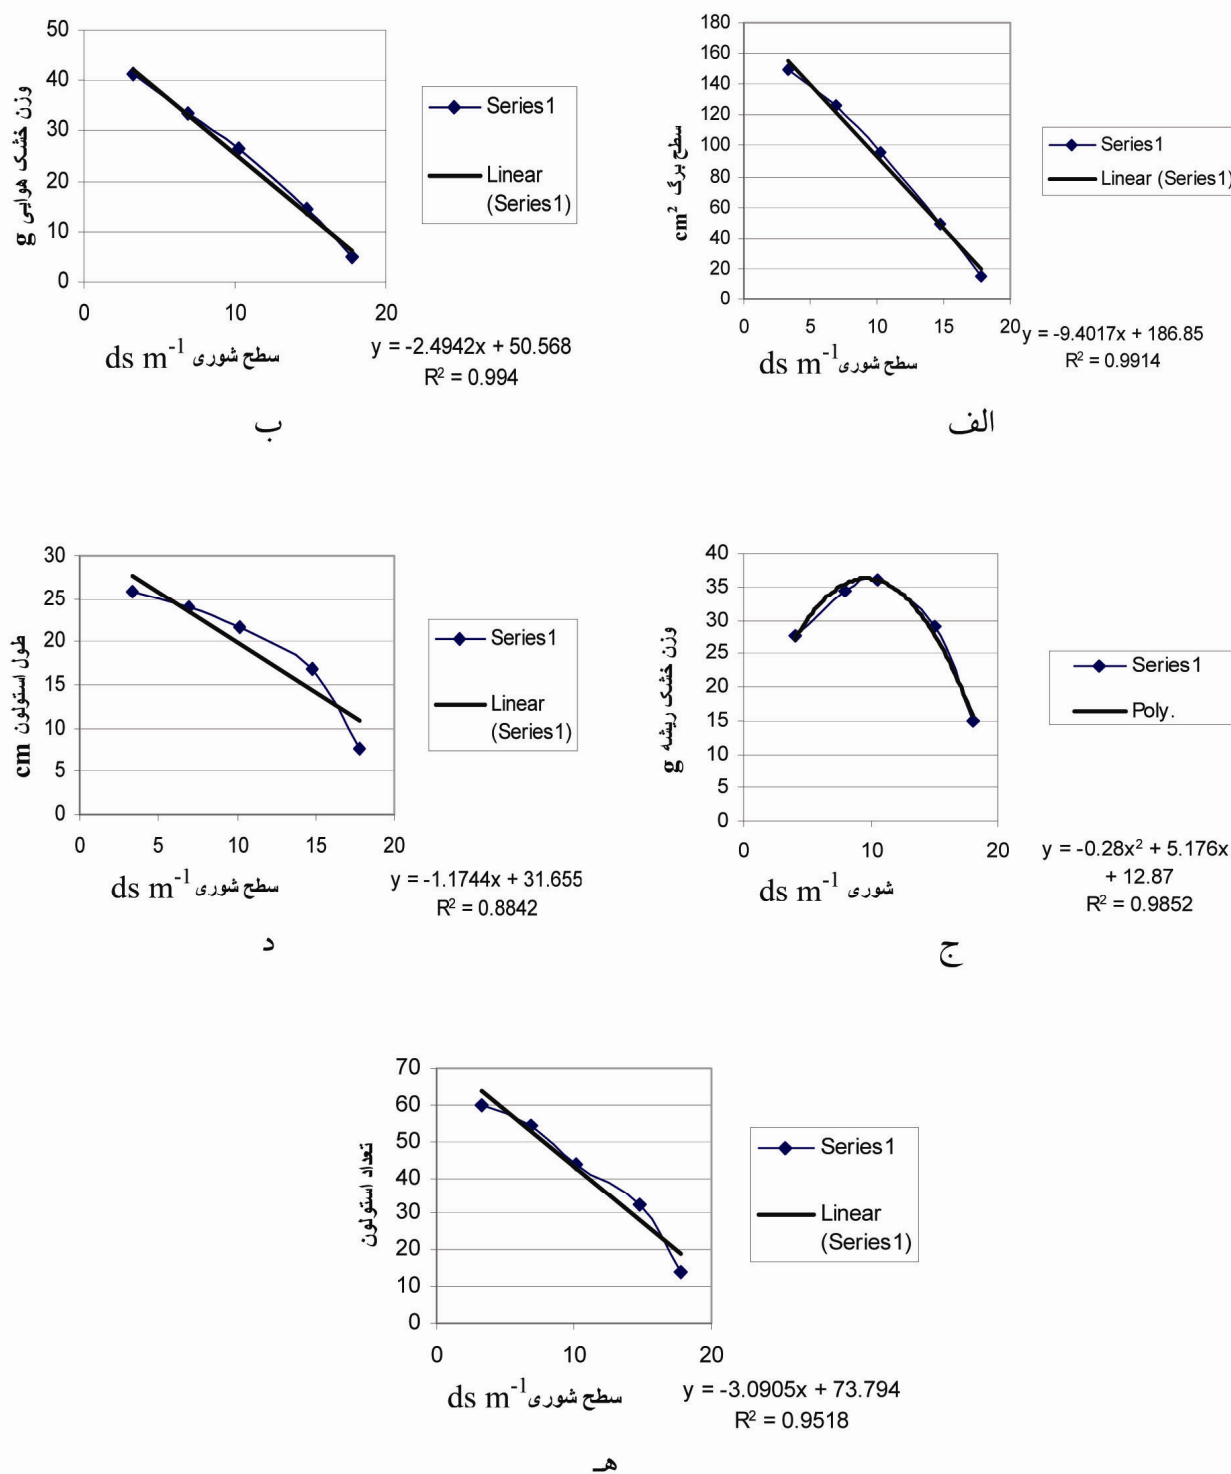 180
160
140
120
100
80
60
40
20
0
سطح برگ cm²
0 5 10 15 20
سطح شوری ds m⁻¹
Series1
Linear (Series1)
y = -9.4017x + 186.85
R² = 0.9914
الف
50
40
30
20
10
0
وزن خشک هوایی g
0 10 20
سطح شوری ds m⁻¹
Series1
Linear
(Series1)
y = -2.4942x + 50.568
R² = 0.994
ب
40
35
30
25
20
15
10
5
0
وزن خشک ریشه g
0 10 20
شوری ds m⁻¹
Series1
Poly.
y = -0.28x² + 5.176x
+ 12.87
R² = 0.9852
ج
30
25
20
15
10
5
0
طول استولون cm
0 5 10 15 20
سطح شوری ds m⁻¹
Series1
Linear
(Series1)
y = -1.1744x + 31.655
R² = 0.8842
د
70
60
50
40
30
20
10
0
تعداد استولون
0 10 20
سطح شوری ds m⁻¹
Series1
Linear
(Series1)
y = -3.0905x + 73.794
R² = 0.9518
هـ